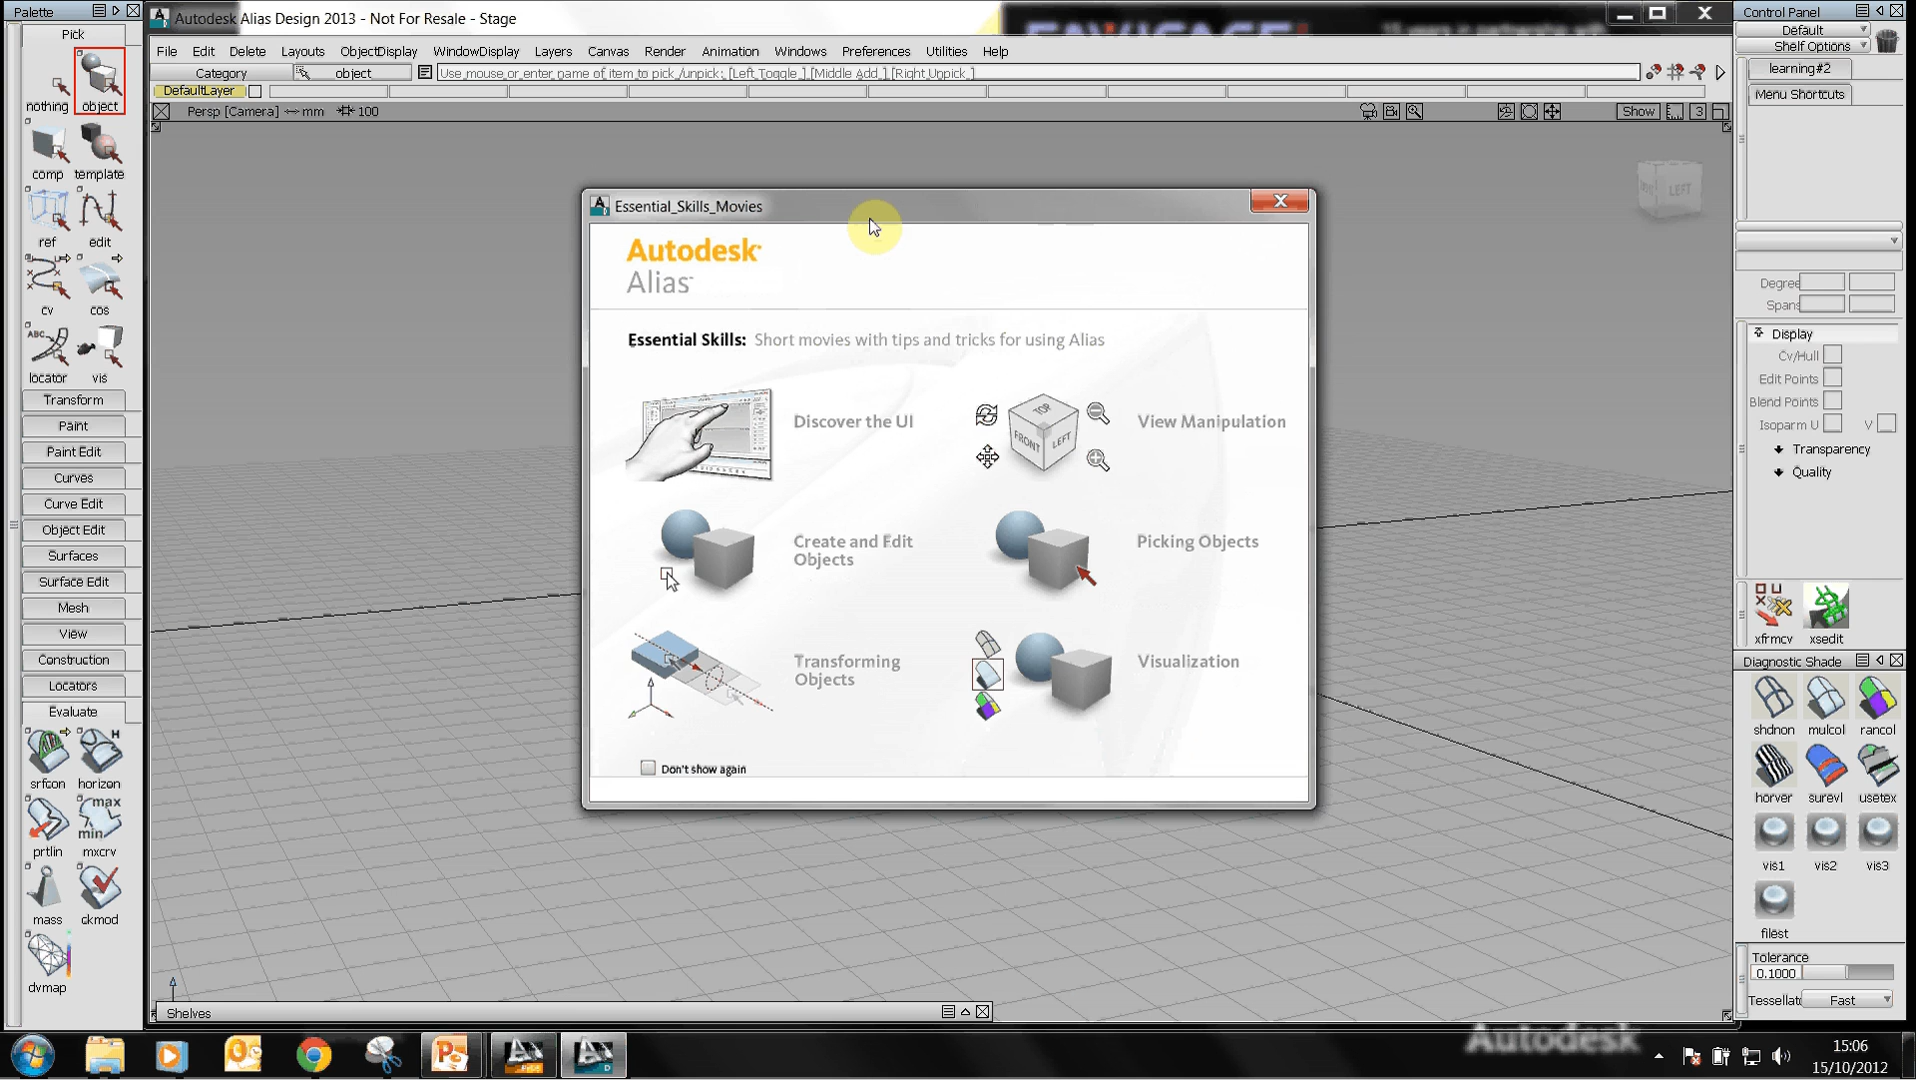 Palette
Pick
nothing object
comp template
ref edit
cv cos
ABC
locator vis
Transform
Paint
Paint Edit
Curves
Curve Edit
Object Edit
Surfaces
Surface Edit
Mesh
View
Construction
Locators
Evaluate
srfcon horizon
H
max
min
prtlin mxcrv
mass ckmod
dvmap
Autodesk Alias Design 2013 - Not For Resale - Stage
File Edit Delete Layouts ObjectDisplay WindowDisplay Layers Canvas Render Animation Windows Preferences Utilities Help
Category object Use mouse or enter name of item to pick /unpick: [Left Toggle ] [Middle Add ] [Right Unpick ]
DefaultLayer
Persp [Camera] mm 100
Show 3
LEFT
Essential_Skills_Movies
Autodesk
Alias
Essential Skills: Short movies with tips and tricks for using Alias
Discover the UI
TOP
FRONT LEFT
View Manipulation
Create and Edit
Objects
Picking Objects
Transforming
Objects
Visualization
Don't show again
Shelves
Control Panel
Default
Shelf Options
learning#2
Menu Shortcuts
Degree
Spans
Display
Cv/Hull
Edit Points
Blend Points
Isoparm U V
Transparency
Quality
xfrmcv xsedit
Diagnostic Shade
shdnon mulcol rancol
horver surevl usetex
vis1 vis2 vis3
filest
Tolerance
0.1000
Tessellat Fast
Autodesk
15:06
15/10/2012